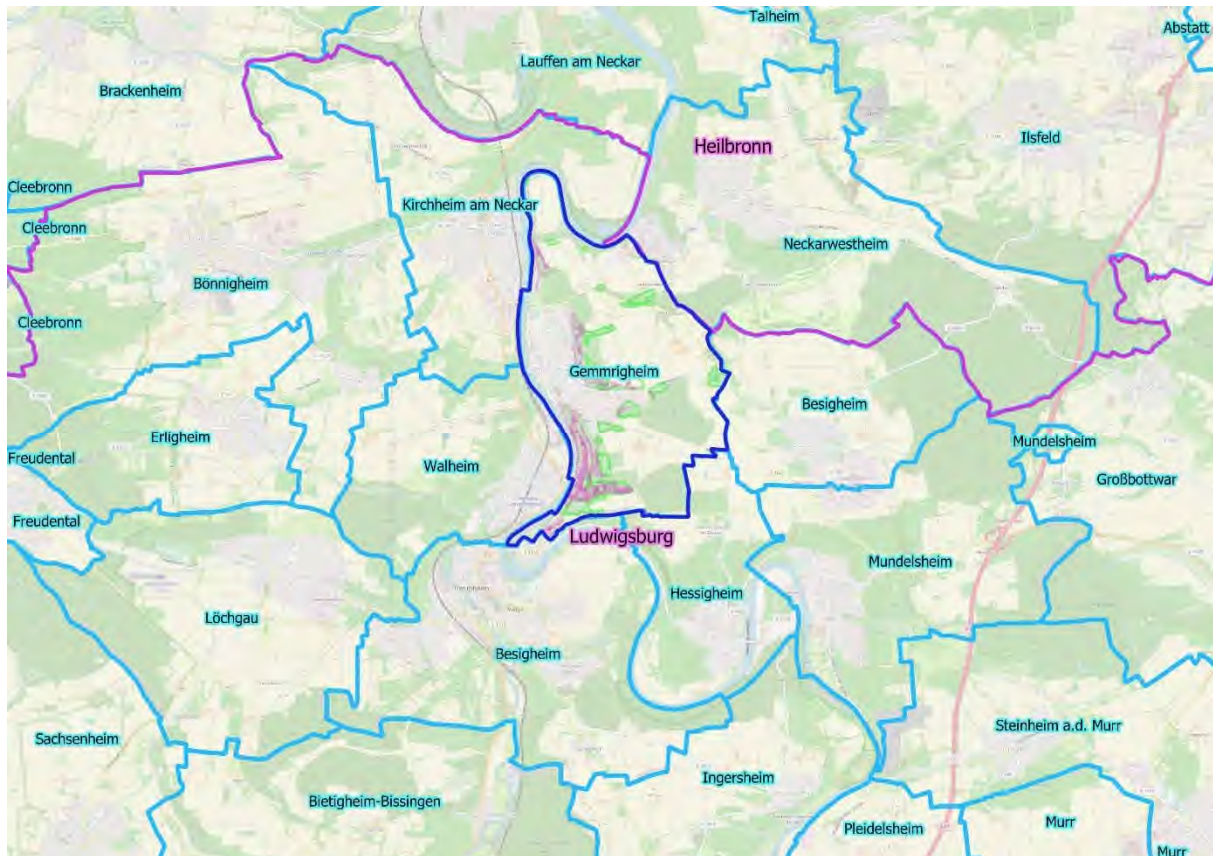 Talheim
Abstatt
Lauffen am Neckar
Brackenheim
Ilsfeld
Heilbronn
Cleebronn
Kirchheim am Neckar
Cleebronn
Neckarwestheim
Bönnigheim
Cleebronn
Gemmrigheim
Besigheim
Erligheim
Mundelsheim
Freudental
Walheim
Großbottwar
Freudental
Ludwigsburg
Mundelsheim
Hessigheim
Löchgau
Besigheim
Steinheim a.d. Murr
Sachsenheim
Ingersheim
Bietigheim-Bissingen
Pleidelsheim
Murr
Murr